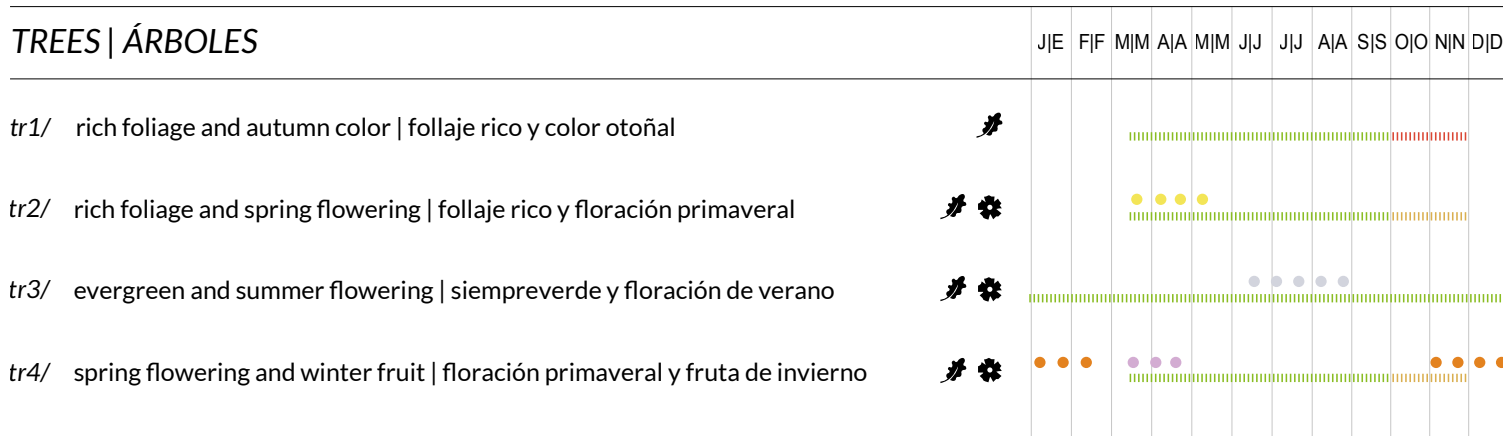 TREES | ÁRBOLES J|E F|F M|M A|A M|M J|J J|J A|A S|S O|O N|N D|D
tr1/ rich foliage and autumn color | follaje rico y color otoñal
tr2/ rich foliage and spring flowering | follaje rico y floración primaveral
tr3/ evergreen and summer flowering | siempreverde y floración de verano
tr4/ spring flowering and winter fruit | floración primaveral y fruta de invierno